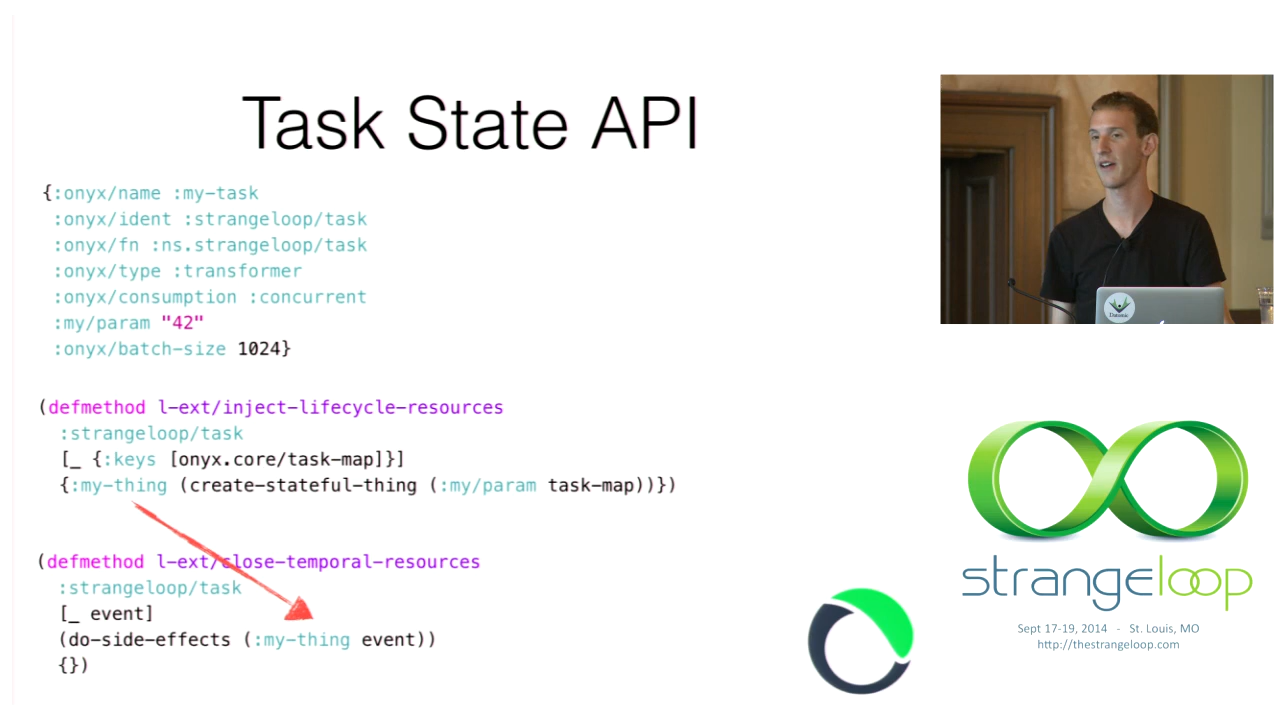 Task State API
{:onyx/name :my-task
:onyx/ident :strangeloop/task
:onyx/fn :ns.strangeloop/task
:onyx/type :transformer
:onyx/consumption :concurrent
:my/param "42"
:onyx/batch-size 1024}
(defmethod l-ext/inject-lifecycle-resources
:strangeloop/task
[_ {:keys [onyx.core/task-map]}]
{:my-thing (create-stateful-thing (:my/param task-map))})
(defmethod l-ext/close-temporal-resources
:strangeloop/task
[_ event]
(do-side-effects (:my-thing event))
{})
Datomic
strangeloop
Sept 17-19, 2014 - St. Louis, MO
http://thestrangeloop.com